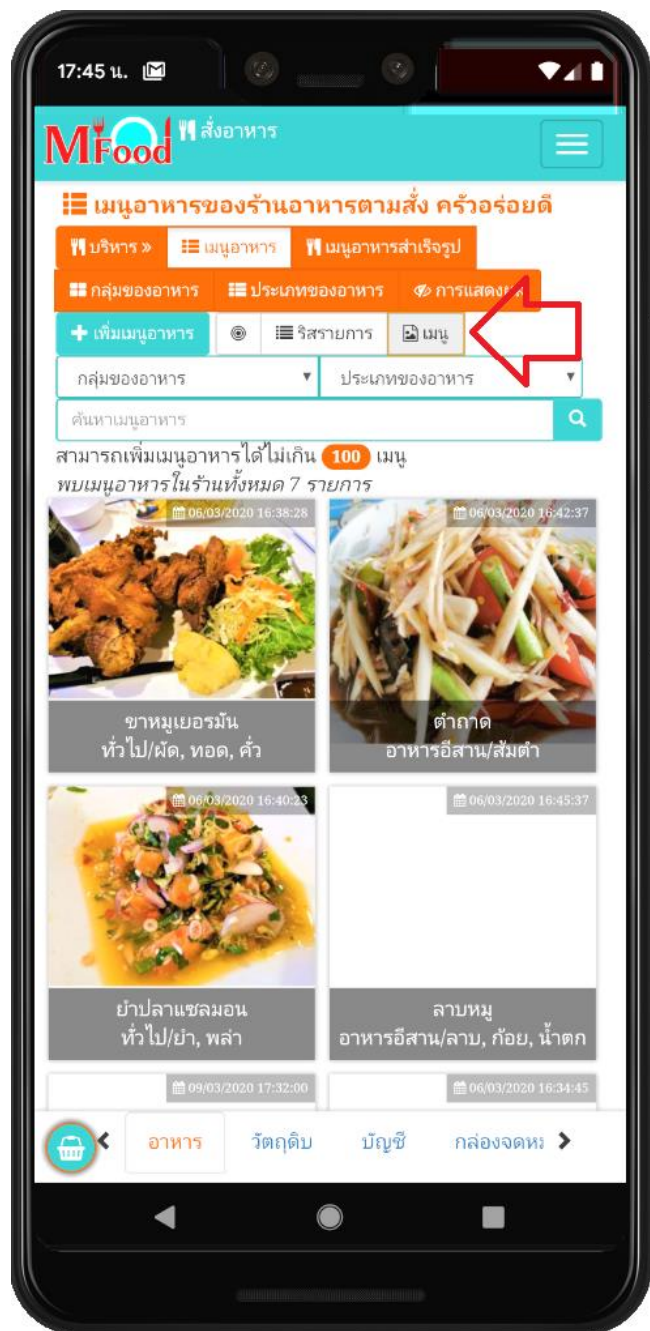 17:45 น.
MFood สั่งอาหาร
เมนูอาหารของร้านอาหารตามสั่ง ครัวอร่อยดี
บริหาร » เมนูอาหาร เมนูอาหารสำเร็จรูป
กลุ่มของอาหาร ประเภทของอาหาร การแสดงผล
เพิ่มเมนูอาหาร ริสรายการ เมนู
กลุ่มของอาหาร ประเภทของอาหาร
ค้นหาเมนูอาหาร
สามารถเพิ่มเมนูอาหารได้ไม่เกิน 100 เมนู
พบเมนูอาหารในร้านทั้งหมด 7 รายการ
06/03/2020 16:38:28 06/03/2020 16:42:37
ขาหมูเยอรมัน
ทั่วไป/ผัด, ทอด, คั่ว
ตำถาด
อาหารอีสาน/ส้มตำ
06/03/2020 16:40:23 06/03/2020 16:45:37
ยำปลาแซลมอน
ทั่วไป/ยำ, พล่า
ลาบหมู
อาหารอีสาน/ลาบ, ก้อย, น้ำตก
09/03/2020 17:32:00 06/03/2020 16:34:45
อาหาร วัตถุดิบ บัญชี กล่องจดหม